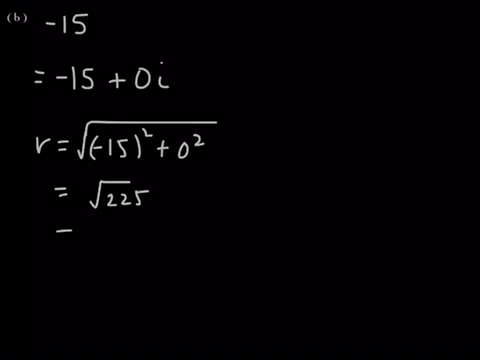 (b) -15
= -15 + 0i
r = √((-15)² + 0²)
= √225
=